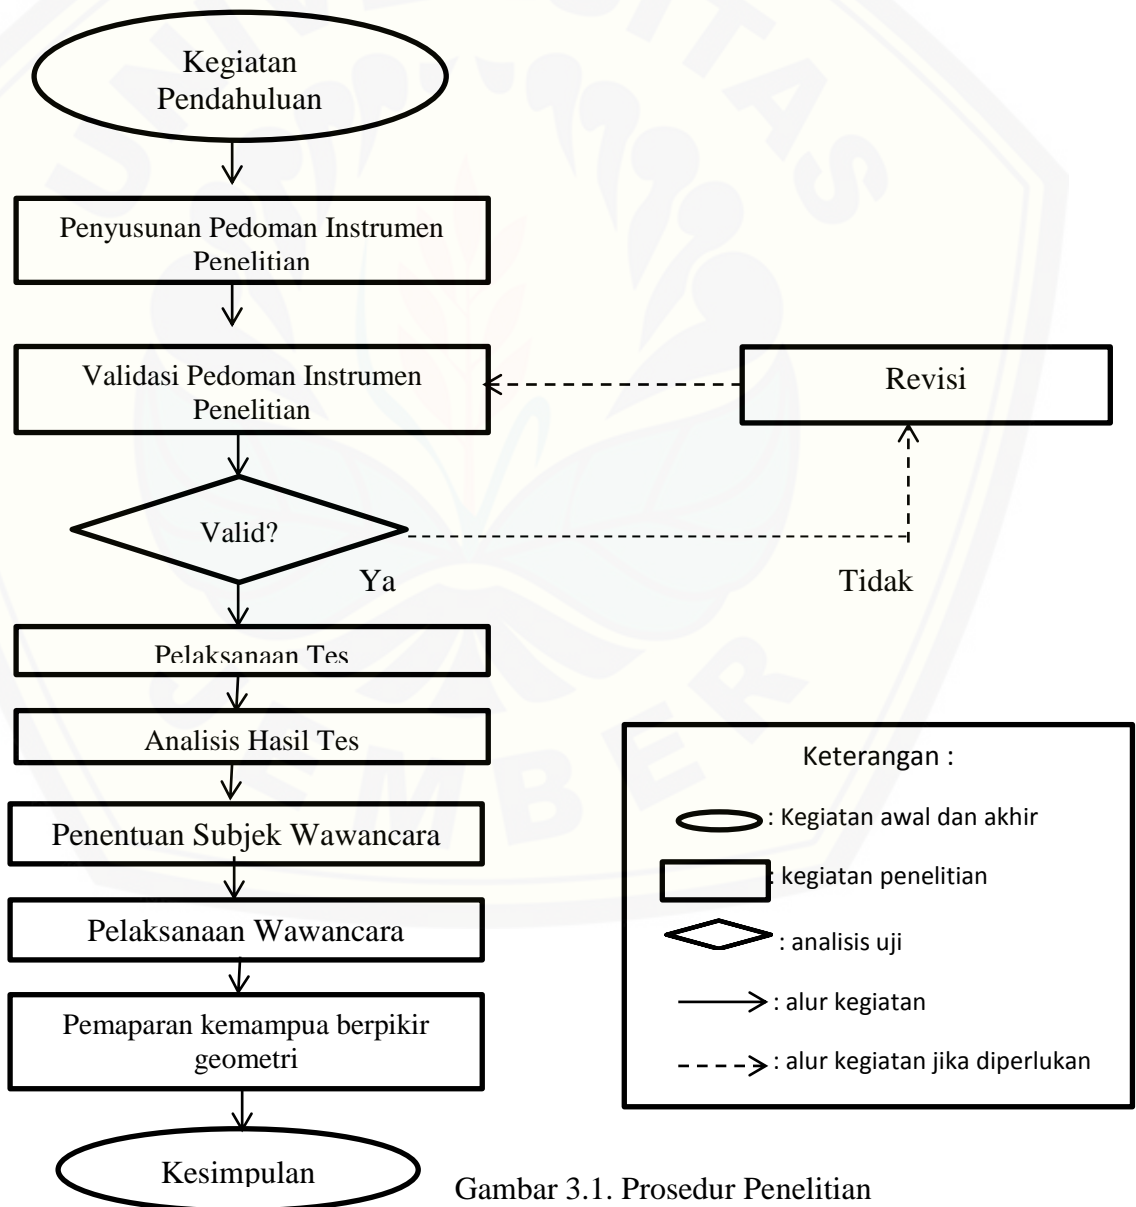 Kegiatan
Pendahuluan
Penyusunan Pedoman Instrumen
Penelitian
Validasi Pedoman Instrumen
Penelitian
Revisi
Valid?
Ya
Tidak
Pelaksanaan Tes
Analisis Hasil Tes
Penentuan Subjek Wawancara
Pelaksanaan Wawancara
Pemaparan kemampua berpikir
geometri
Kesimpulan
Keterangan :
: Kegiatan awal dan akhir
: kegiatan penelitian
: analisis uji
: alur kegiatan
: alur kegiatan jika diperlukan
Gambar 3.1. Prosedur Penelitian